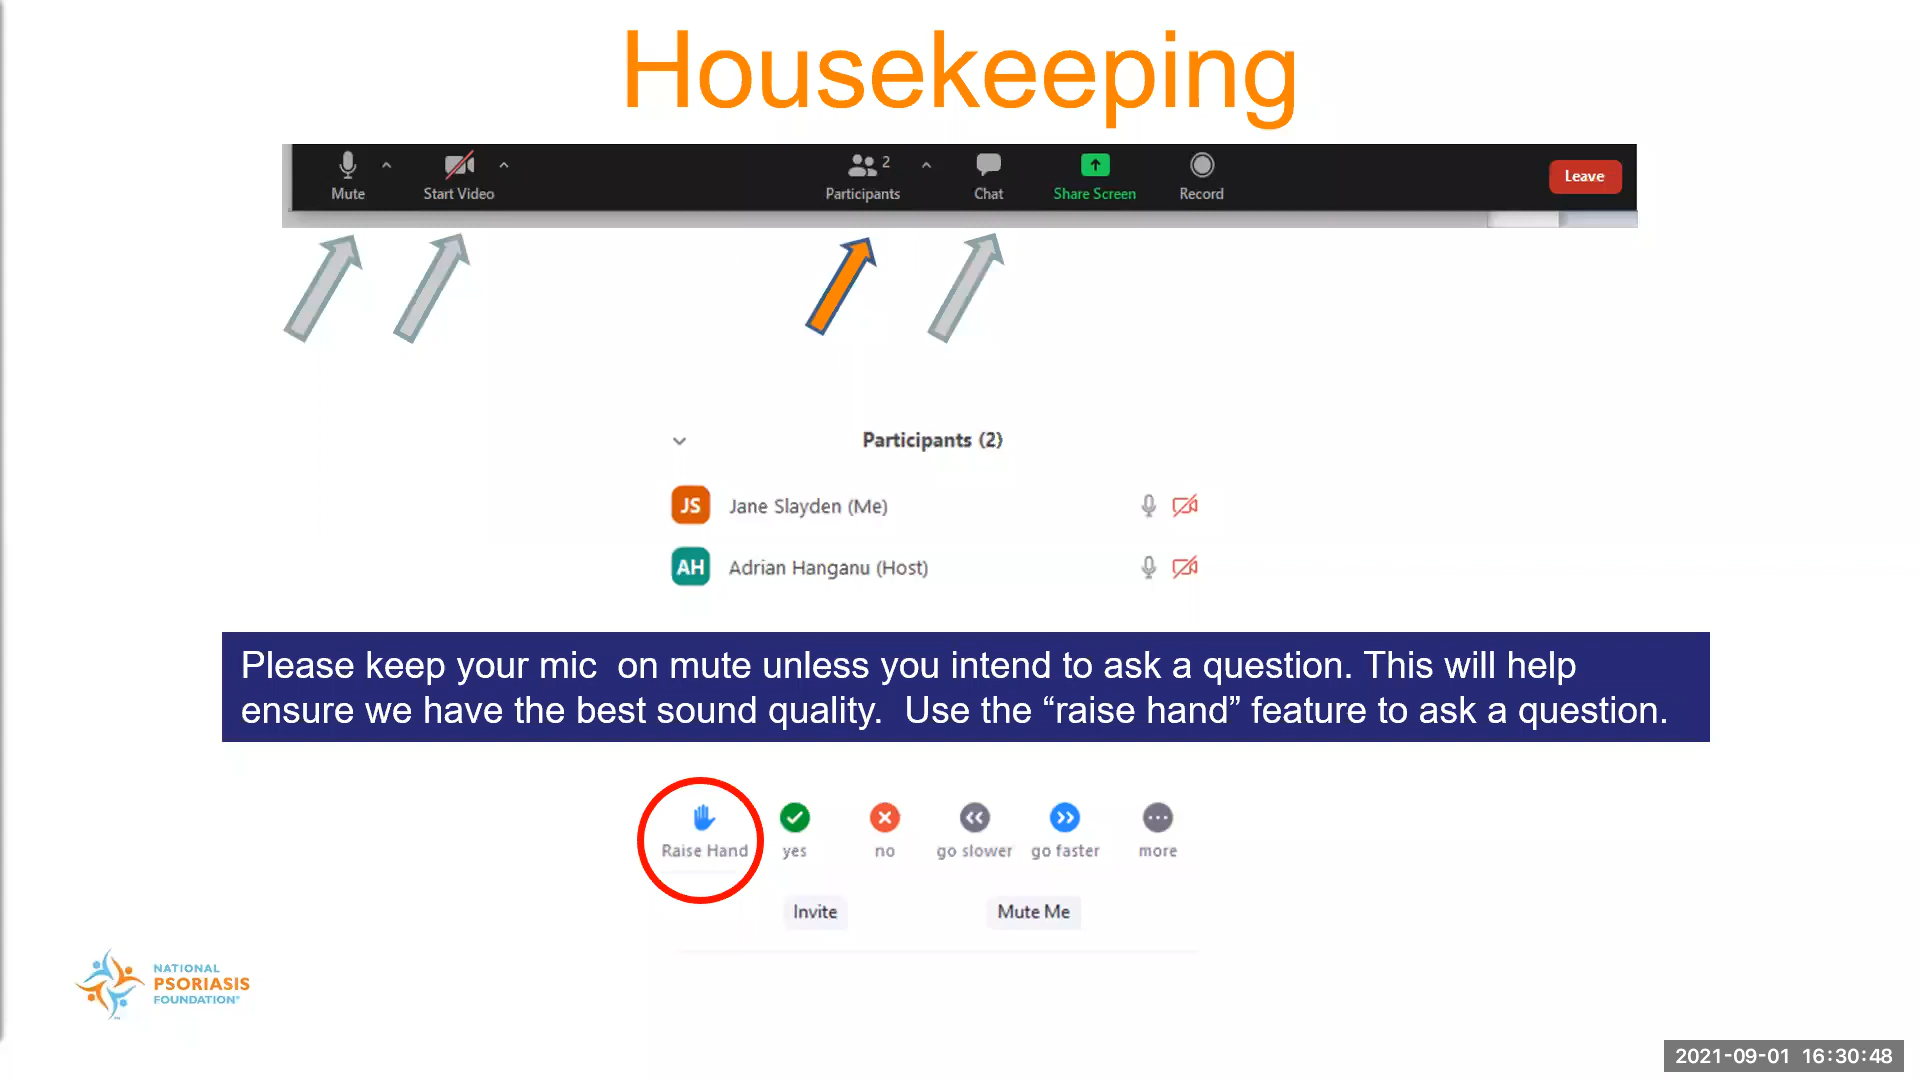 Housekeeping
Mute
Start Video
2
Participants
Chat
Share Screen
Record
Leave
Participants (2)
JS Jane Slayden (Me)
AH Adrian Hanganu (Host)
Please keep your mic  on mute unless you intend to ask a question. This will help
ensure we have the best sound quality.  Use the “raise hand” feature to ask a question.
Raise Hand
yes
no
go slower
go faster
more
Invite
Mute Me
NATIONAL
PSORIASIS
FOUNDATION®
2021-09-01 16:30:48